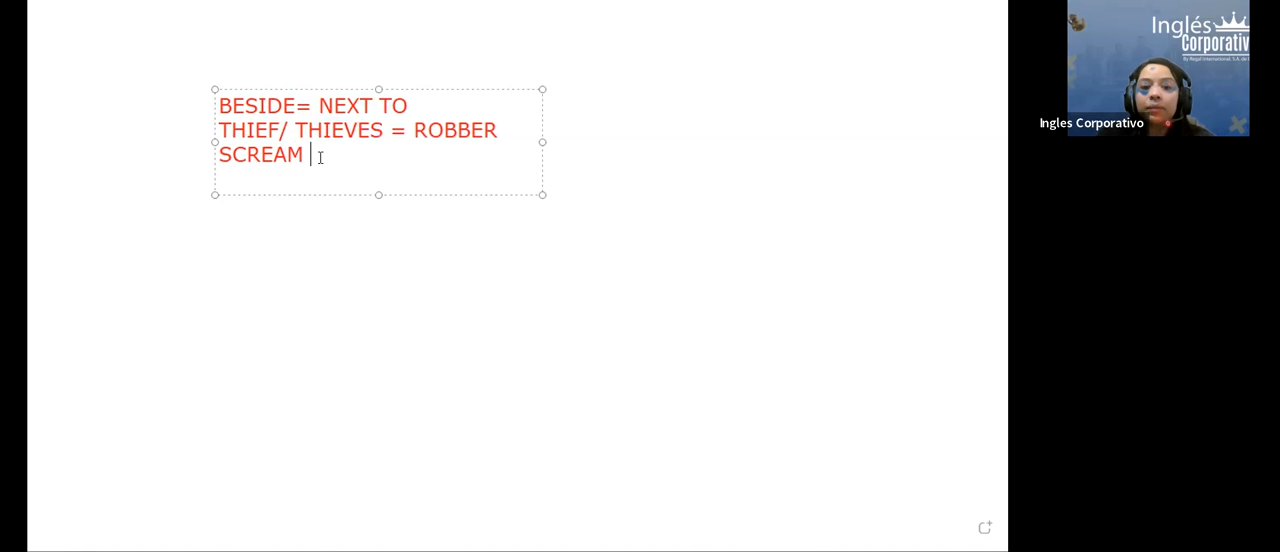 BESIDE= NEXT TO
THIEF/ THIEVES = ROBBER
SCREAM
Inglés
Corporativ
Ingles Corporativo